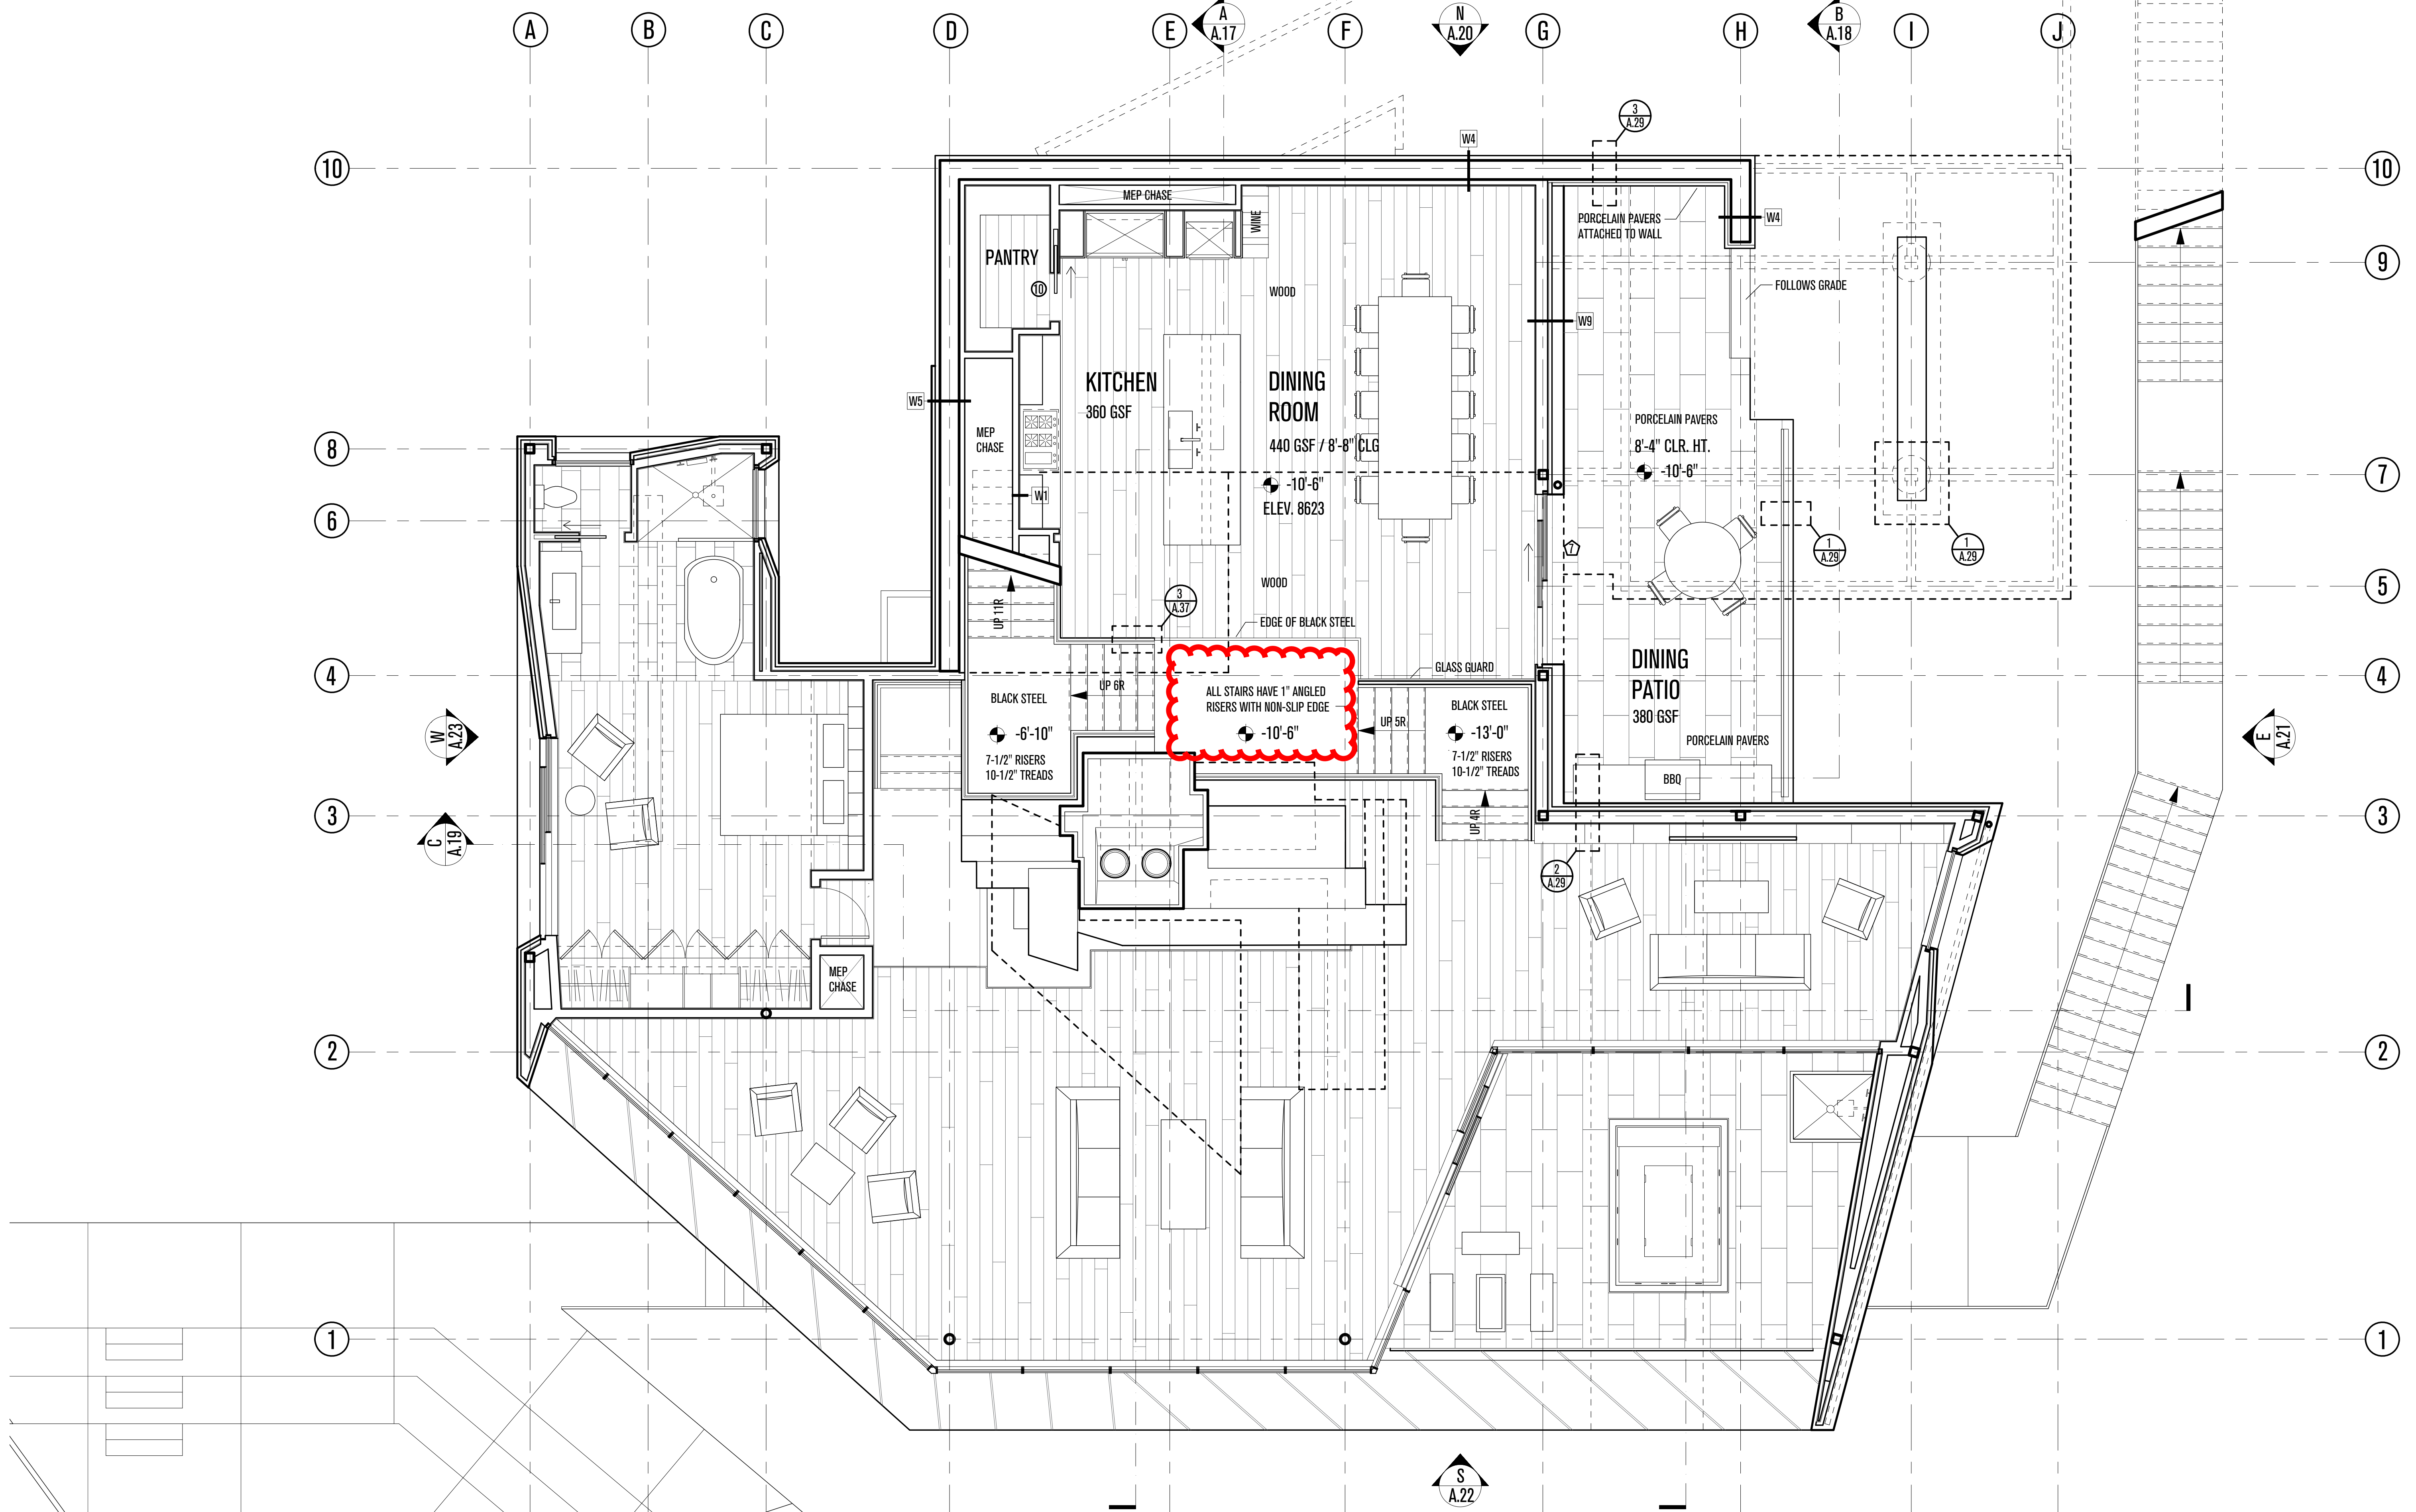 A
B
C
D
E
A
A.17
F
N
A.20
G
H
B
A.18
I
J
3
A.29
10
W4
10
MEP CHASE
WINE
PORCELAIN PAVERS
ATTACHED TO WALL
W4
PANTRY
10
9
WOOD
FOLLOWS GRADE
W9
KITCHEN
360 GSF
DINING
ROOM
440 GSF / 8'-8" CLG
W5
MEP
CHASE
PORCELAIN PAVERS
8'-4" CLR. HT.
-10'-6"
8
7
W1
-10'-6"
ELEV. 8623
6
7
1
A.29
1
A.29
WOOD
5
UP 11R
3
A.37
EDGE OF BLACK STEEL
4
GLASS GUARD
DINING
PATIO
380 GSF
4
UP 6R
BLACK STEEL
-6'-10"
7-1/2" RISERS
10-1/2" TREADS
ALL STAIRS HAVE 1" ANGLED
RISERS WITH NON-SLIP EDGE
-10'-6"
UP 5R
BLACK STEEL
-13'-0"
7-1/2" RISERS
10-1/2" TREADS
PORCELAIN PAVERS
BBQ
W
A.23
E
A.21
3
UP 4R
3
C
A.19
2
A.29
MEP
CHASE
2
2
1
1
S
A.22